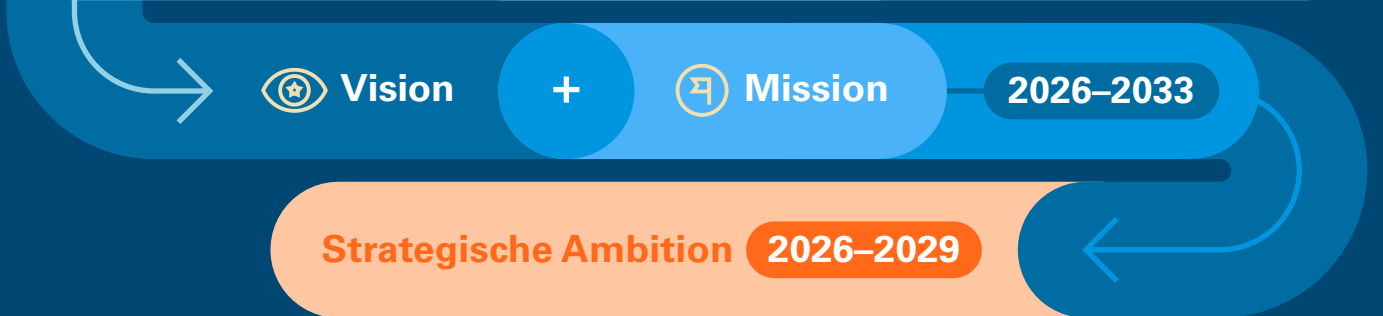 Vision + Mission 2026–2033
Strategische Ambition 2026–2029